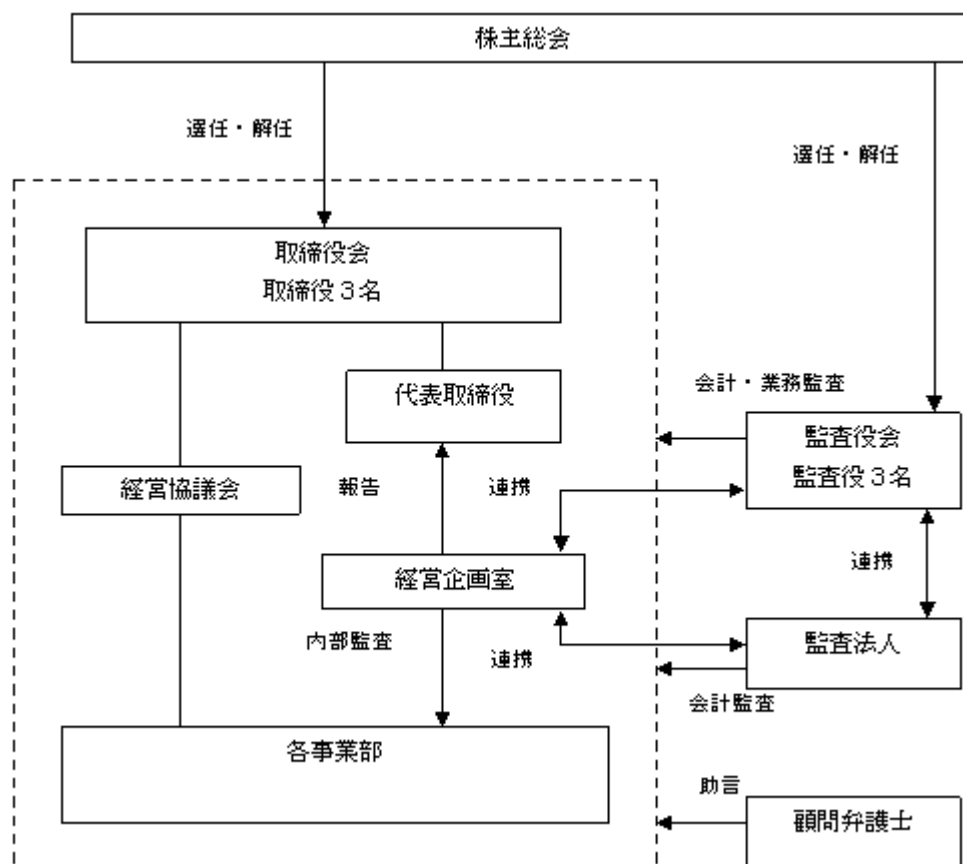 株主総会
選任・解任
選任・解任
取締役会
取締役３名
代表取締役
会計・業務監査
監査役会
監査役３名
経営協議会
報告
連携
経営企画室
連携
内部監査
連携
監査法人
会計監査
各事業部
助言
顧問弁護士